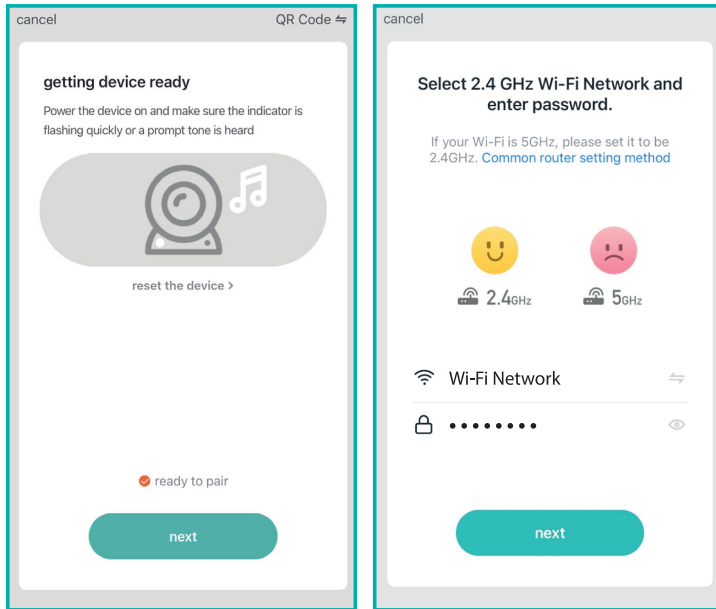 cancel
QR Code ⇋
getting device ready
Power the device on and make sure the indicator is
flashing quickly or a prompt tone is heard
reset the device >
ready to pair
next
cancel
Select 2.4 GHz Wi-Fi Network and
enter password.
If your Wi-Fi is 5GHz, please set it to be
2.4GHz. Common router setting method
2.4GHz
5GHz
Wi-Fi Network
••••••••
next